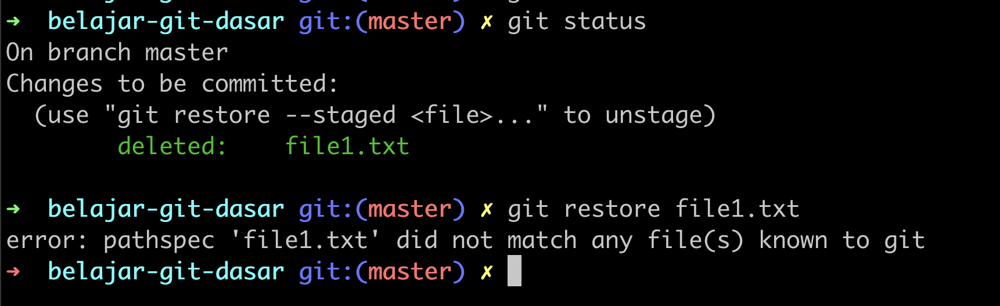 ➜  belajar-git-dasar git:(master) ✗ git status
On branch master
Changes to be committed:
  (use "git restore --staged <file>..." to unstage)
        deleted:    file1.txt

➜  belajar-git-dasar git:(master) ✗ git restore file1.txt
error: pathspec 'file1.txt' did not match any file(s) known to git
➜  belajar-git-dasar git:(master) ✗